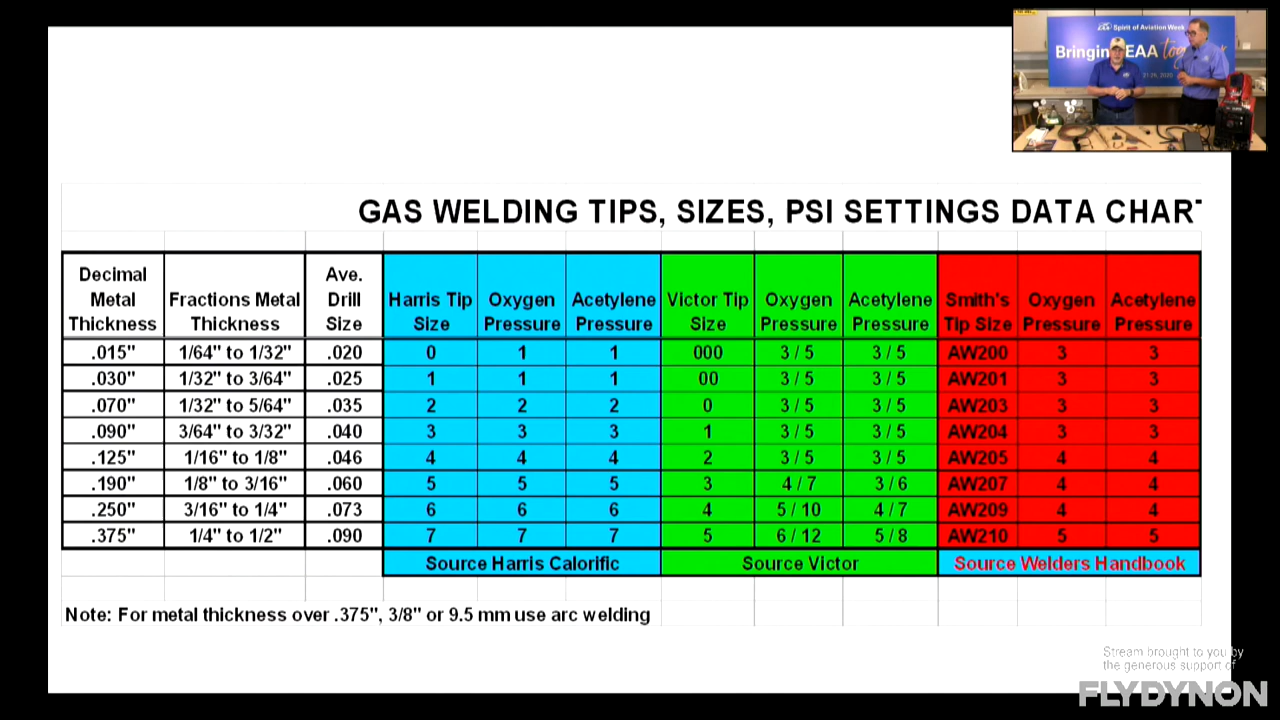 Spirit of Aviation Week
Bringing EAA together
GAS WELDING TIPS, SIZES, PSI SETTINGS DATA CHART
Decimal Metal Thickness	Fractions Metal Thickness	Ave. Drill Size	Harris Tip Size	Oxygen Pressure	Acetylene Pressure	Victor Tip Size	Oxygen Pressure	Acetylene Pressure	Smith's Tip Size	Oxygen Pressure	Acetylene Pressure
.015"	1/64" to 1/32"	.020	0	1	1	000	3 / 5	3 / 5	AW200	3	3
.030"	1/32" to 3/64"	.025	1	1	1	00	3 / 5	3 / 5	AW201	3	3
.070"	1/32" to 5/64"	.035	2	2	2	0	3 / 5	3 / 5	AW203	3	3
.090"	3/64" to 3/32"	.040	3	3	3	1	3 / 5	3 / 5	AW204	3	3
.125"	1/16" to 1/8"	.046	4	4	4	2	3 / 5	3 / 5	AW205	4	4
.190"	1/8" to 3/16"	.060	5	5	5	3	4 / 7	3 / 6	AW207	4	4
.250"	3/16" to 1/4"	.073	6	6	6	4	5 / 10	4 / 7	AW209	4	4
.375"	1/4" to 1/2"	.090	7	7	7	5	6 / 12	5 / 8	AW210	5	5
Source Harris Calorific	Source Victor	Source Welders Handbook
Note: For metal thickness over .375", 3/8" or 9.5 mm use arc welding
Stream brought to you by
the generous support of
FLYDYNON